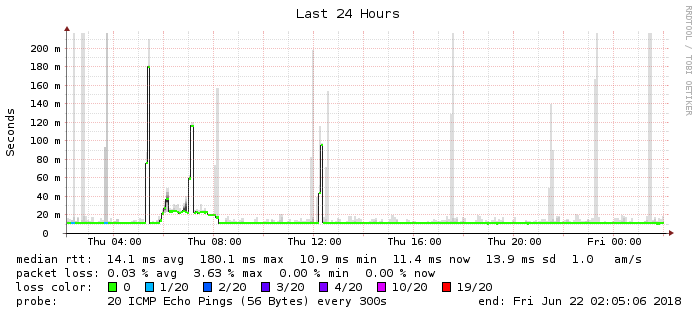 Last 24 Hours
RRDTOOL / TOBI OETIKER
Seconds
200 m
180 m
160 m
140 m
120 m
100 m
80 m
60 m
40 m
20 m
0
Thu 04:00 Thu 08:00 Thu 12:00 Thu 16:00 Thu 20:00 Fri 00:00
median rtt: 14.1 ms avg 180.1 ms max 10.9 ms min 11.4 ms now 13.9 ms sd 1.0 am/s
packet loss: 0.03 % avg 3.63 % max 0.00 % min 0.00 % now
loss color: 0 1/20 2/20 3/20 4/20 10/20 19/20
probe: 20 ICMP Echo Pings (56 Bytes) every 300s end: Fri Jun 22 02:05:06 2018